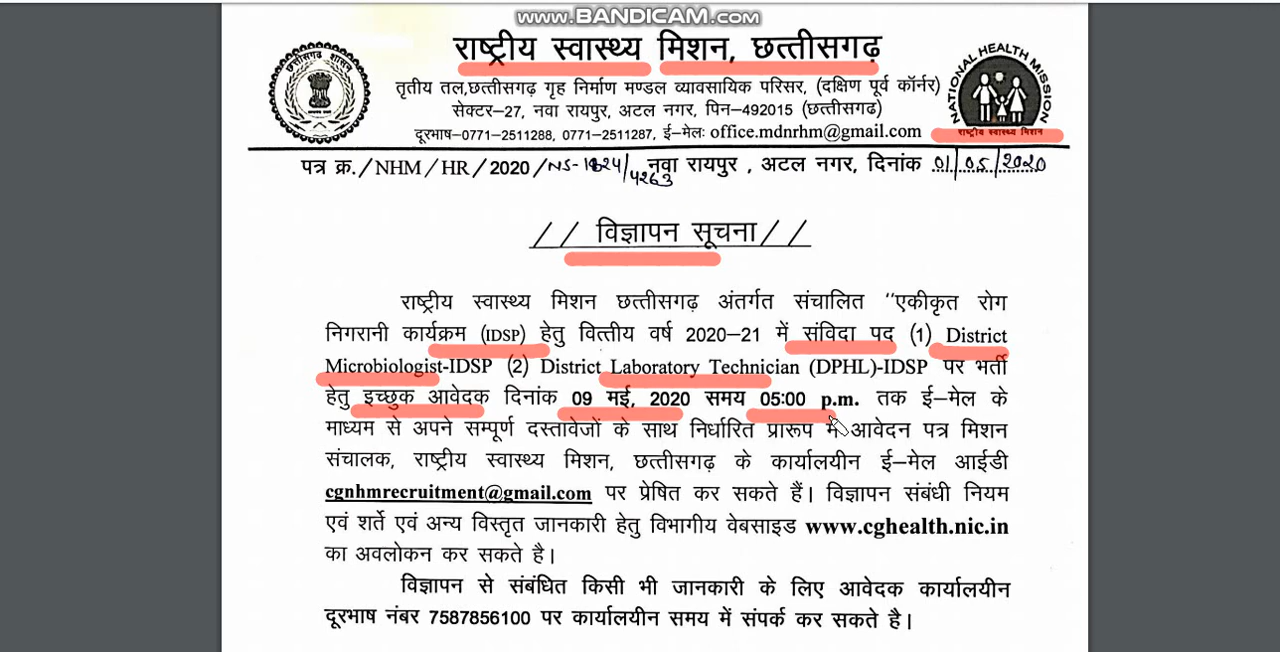 www.BANDICAM.com
राष्ट्रीय स्वास्थ्य मिशन, छत्तीसगढ़
तृतीय तल,छत्तीसगढ़ गृह निर्माण मण्डल व्यावसायिक परिसर, (दक्षिण पूर्व कॉर्नर)
सेक्टर–27, नवा रायपुर, अटल नगर, पिन–492015 (छत्तीसगढ़)
दूरभाष–0771–2511288, 0771–2511287, ई–मेलः office.mdnrhm@gmail.com
छत्तीसगढ़ शासन
NATIONAL HEALTH MISSION
राष्ट्रीय स्वास्थ्य मिशन
पत्र क्र./NHM/HR/2020/NS-1824/4263 नवा रायपुर , अटल नगर, दिनांक 01/05/2020
// विज्ञापन सूचना//
राष्ट्रीय स्वास्थ्य मिशन छत्तीसगढ़ अंतर्गत संचालित "एकीकृत रोग
निगरानी कार्यक्रम (IDSP) हेतु वित्तीय वर्ष 2020–21 में संविदा पद (1) District
Microbiologist-IDSP (2) District Laboratory Technician (DPHL)-IDSP पर भर्ती
हेतु इच्छुक आवेदक दिनांक 09 मई, 2020 समय 05:00 p.m. तक ई–मेल के
माध्यम से अपने सम्पूर्ण दस्तावेजों के साथ निर्धारित प्रारूप में आवेदन पत्र मिशन
संचालक, राष्ट्रीय स्वास्थ्य मिशन, छत्तीसगढ़ के कार्यालयीन ई–मेल आईडी
cgnhmrecruitment@gmail.com पर प्रेषित कर सकते हैं। विज्ञापन संबंधी नियम
एवं शर्ते एवं अन्य विस्तृत जानकारी हेतु विभागीय वेबसाइड www.cghealth.nic.in
का अवलोकन कर सकते है।
विज्ञापन से संबंधित किसी भी जानकारी के लिए आवेदक कार्यालयीन
दूरभाष नंबर 7587856100 पर कार्यालयीन समय में संपर्क कर सकते है।